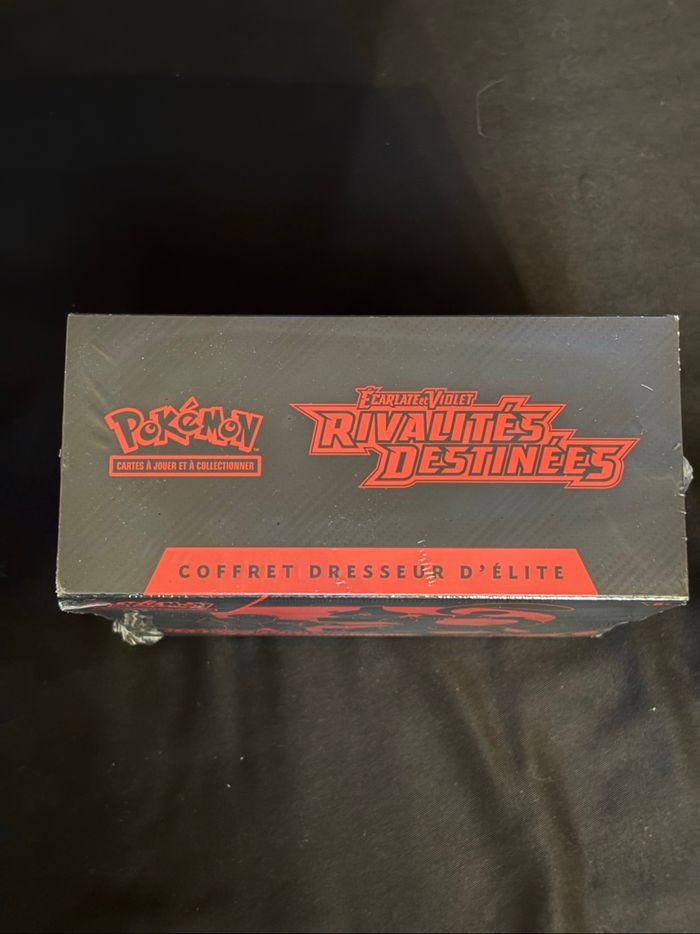 POKéMON
CARTES À JOUER ET À COLLECTIONNER
ÉCARLATE ET VIOLET
RIVALITÉS
DESTINÉES
COFFRET DRESSEUR D'ÉLITE